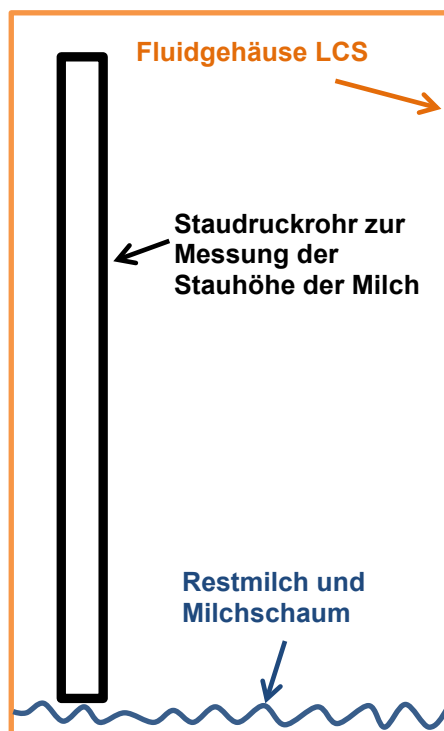 Fluidgehäuse LCS
Staudruckrohr zur
Messung der
Stauhöhe der Milch
Restmilch und
Milchschaum